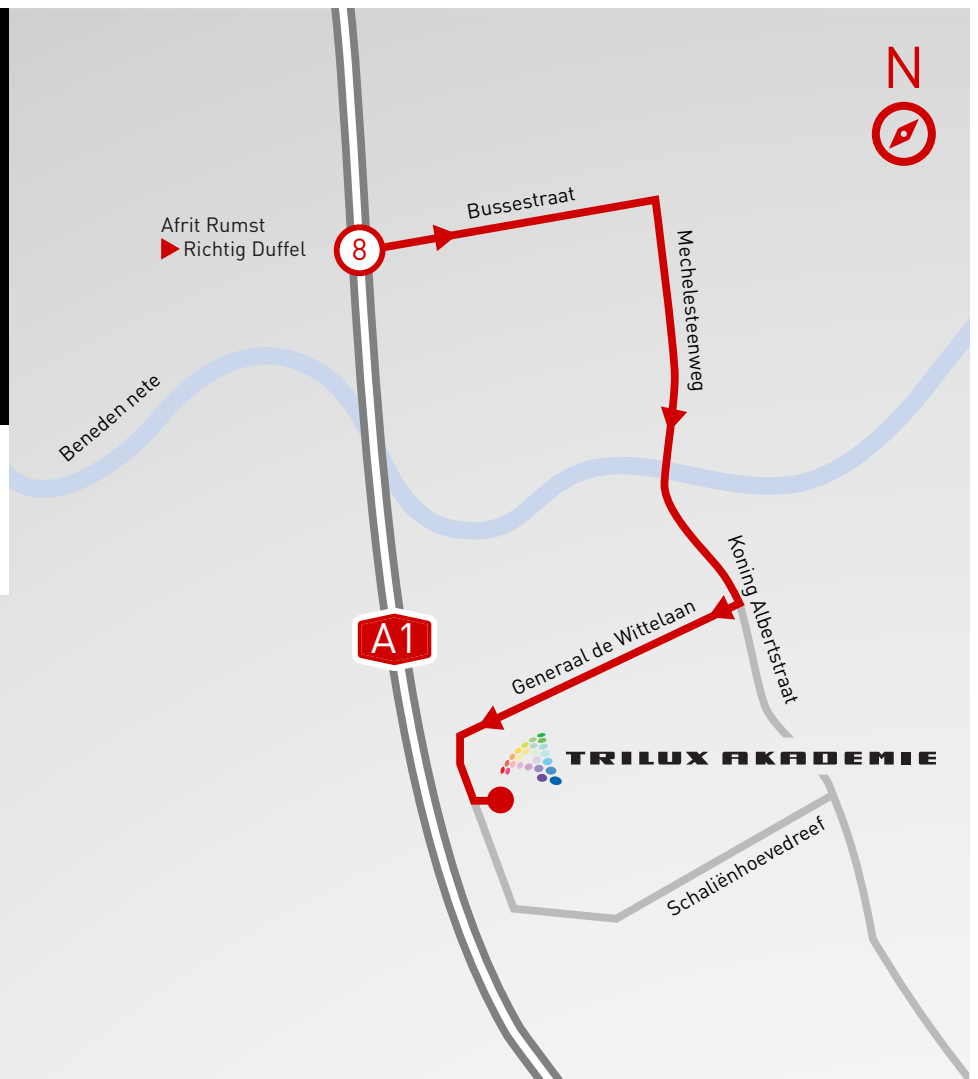 N
Bussestraat
Afrit Rumst
Richtig Duffel
8
Mechelesteenweg
Beneden nete
Koning Albertstraat
A1
Generaal de Wittelaan
TRILUX AKADEMIE
Schaliënhoevedreef